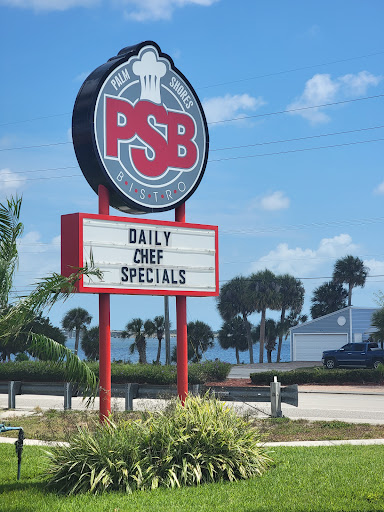 PALM SHORES
PSB
BISTRO
DAILY
CHEF
SPECIALS